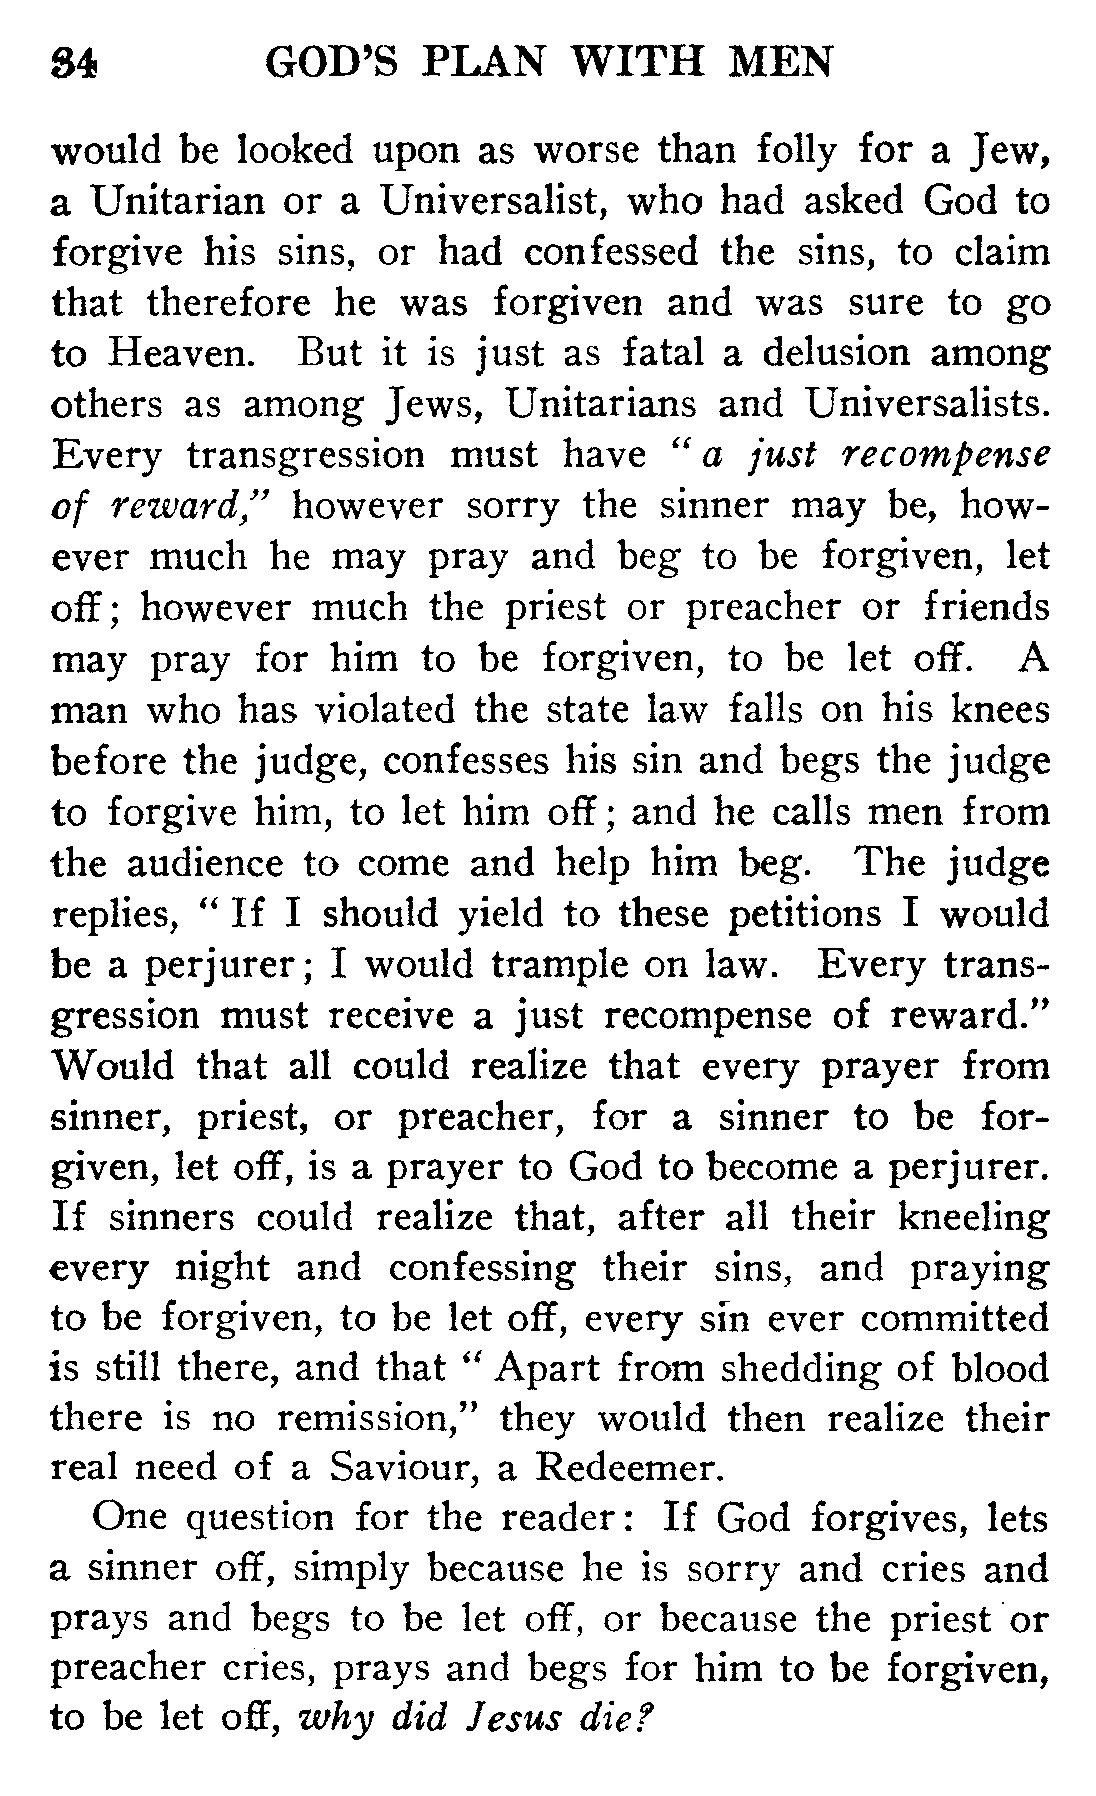 34 GOD'S PLAN WITH MEN
would be looked upon as worse than folly for a Jew,
a Unitarian or a Universalist, who had asked God to
forgive his sins, or had confessed the sins, to claim
that therefore he was forgiven and was sure to go
to Heaven. But it is just as fatal a delusion among
others as among Jews, Unitarians and Universalists.
Every transgression must have " a just recompense
of reward," however sorry the sinner may be, how-
ever much he may pray and beg to be forgiven, let
off; however much the priest or preacher or friends
may pray for him to be forgiven, to be let off. A
man who has violated the state law falls on his knees
before the judge, confesses his sin and begs the judge
to forgive him, to let him off; and he calls men from
the audience to come and help him beg. The judge
replies, " If I should yield to these petitions I would
be a perjurer; I would trample on law. Every trans-
gression must receive a just recompense of reward."
Would that all could realize that every prayer from
sinner, priest, or preacher, for a sinner to be for-
given, let off, is a prayer to God to become a perjurer.
If sinners could realize that, after all their kneeling
every night and confessing their sins, and praying
to be forgiven, to be let off, every sin ever committed
is still there, and that " Apart from shedding of blood
there is no remission," they would then realize their
real need of a Saviour, a Redeemer.
One question for the reader: If God forgives, lets
a sinner off, simply because he is sorry and cries and
prays and begs to be let off, or because the priest or
preacher cries, prays and begs for him to be forgiven,
to be let off, why did Jesus die?